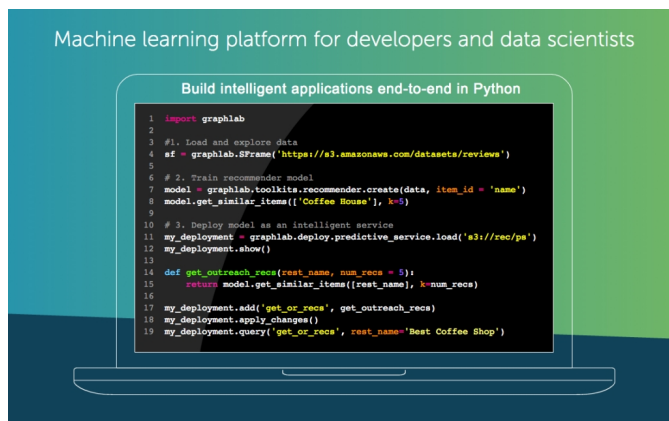 Machine learning platform for developers and data scientists
Build intelligent applications end-to-end in Python
1 import graphlab
2
3 #1. Load and explore data
4 sf = graphlab.SFrame('https://s3.amazonaws.com/datasets/reviews')
5
6 # 2. Train recommender model
7 model = graphlab.toolkits.recommender.create(data, item_id = 'name')
8 model.get_similar_items(['Coffee House'], k=5)
9
10 # 3. Deploy model as an intelligent service
11 my_deployment = graphlab.deploy.predictive_service.load('s3://rec/ps')
12 my_deployment.show()
13
14 def get_outreach_recs(rest_name, num_recs = 5):
15     return model.get_similar_items([rest_name], k=num_recs)
16
17 my_deployment.add('get_or_recs', get_outreach_recs)
18 my_deployment.apply_changes()
19 my_deployment.query('get_or_recs', rest_name='Best Coffee Shop')